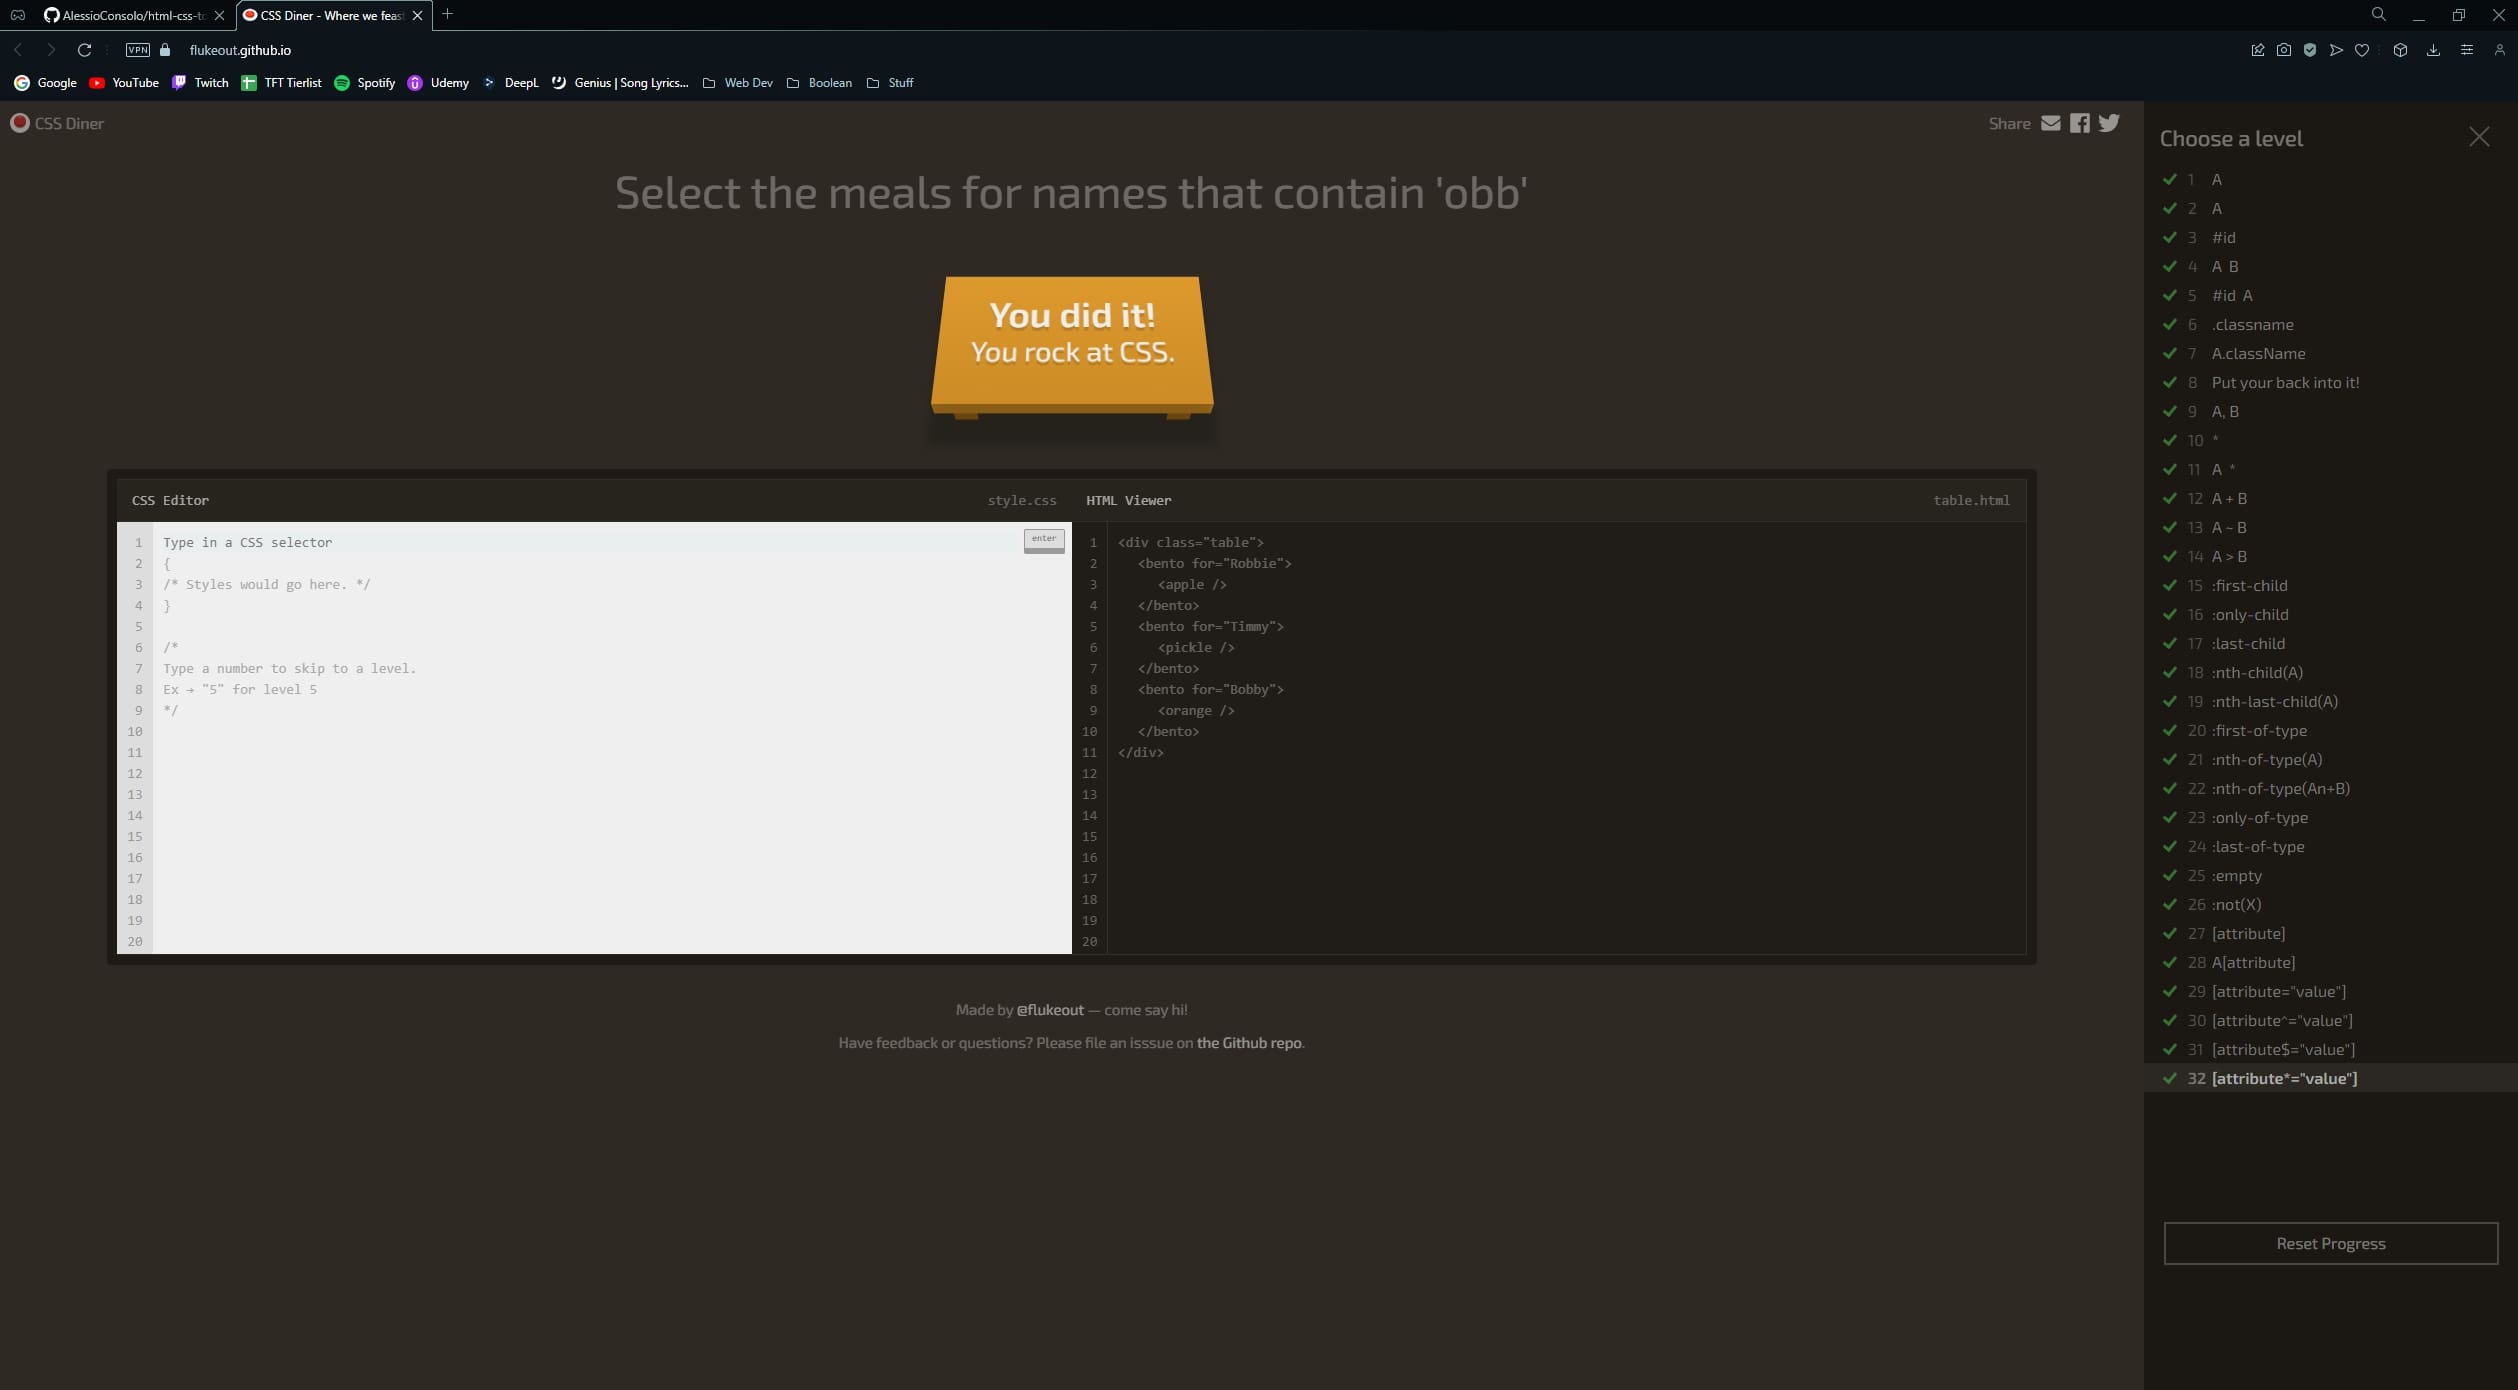 AlessioConsolo/html-css-to
CSS Diner - Where we feas
VPN
flukeout.github.io
Google
YouTube
Twitch
TFT Tierlist
Spotify
Udemy
DeepL
Genius | Song Lyrics...
Web Dev
Boolean
Stuff
CSS Diner
Share
Select the meals for names that contain 'obb'
You did it!
You rock at CSS.
CSS Editor
style.css
1 Type in a CSS selector
enter
2 {
3 /* Styles would go here. */
4 }
5
6 /*
7 Type a number to skip to a level.
8 Ex → "5" for level 5
9 */
10
11
12
13
14
15
16
17
18
19
20
HTML Viewer
table.html
1 <div class="table">
2 <bento for="Robbie">
3 <apple />
4 </bento>
5 <bento for="Timmy">
6 <pickle />
7 </bento>
8 <bento for="Bobby">
9 <orange />
10 </bento>
11 </div>
12
13
14
15
16
17
18
19
20
Made by @flukeout — come say hi!
Have feedback or questions? Please file an isssue on the Github repo.
Choose a level
1 A
2 A
3 #id
4 A B
5 #id A
6 .classname
7 A.className
8 Put your back into it!
9 A, B
10 *
11 A *
12 A + B
13 A ~ B
14 A > B
15 :first-child
16 :only-child
17 :last-child
18 :nth-child(A)
19 :nth-last-child(A)
20 :first-of-type
21 :nth-of-type(A)
22 :nth-of-type(An+B)
23 :only-of-type
24 :last-of-type
25 :empty
26 :not(X)
27 [attribute]
28 A[attribute]
29 [attribute="value"]
30 [attribute^="value"]
31 [attribute$="value"]
32 [attribute*="value"]
Reset Progress